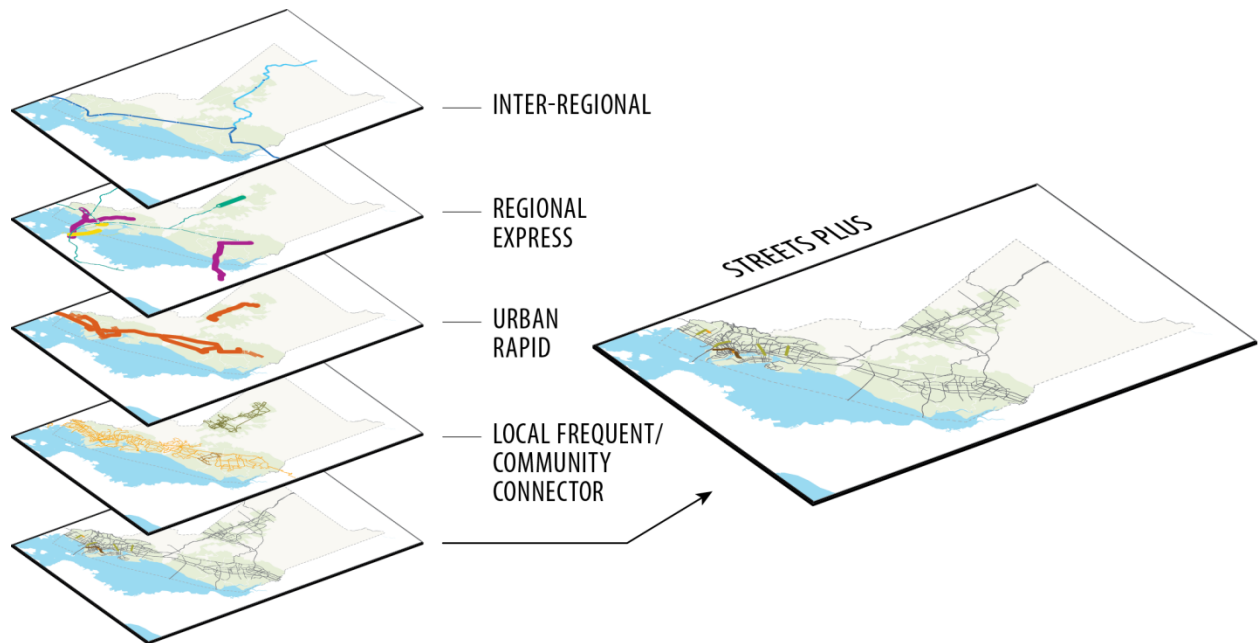 INTER-REGIONAL
REGIONAL
EXPRESS
STREETS PLUS
URBAN
RAPID
LOCAL FREQUENT/
COMMUNITY
CONNECTOR